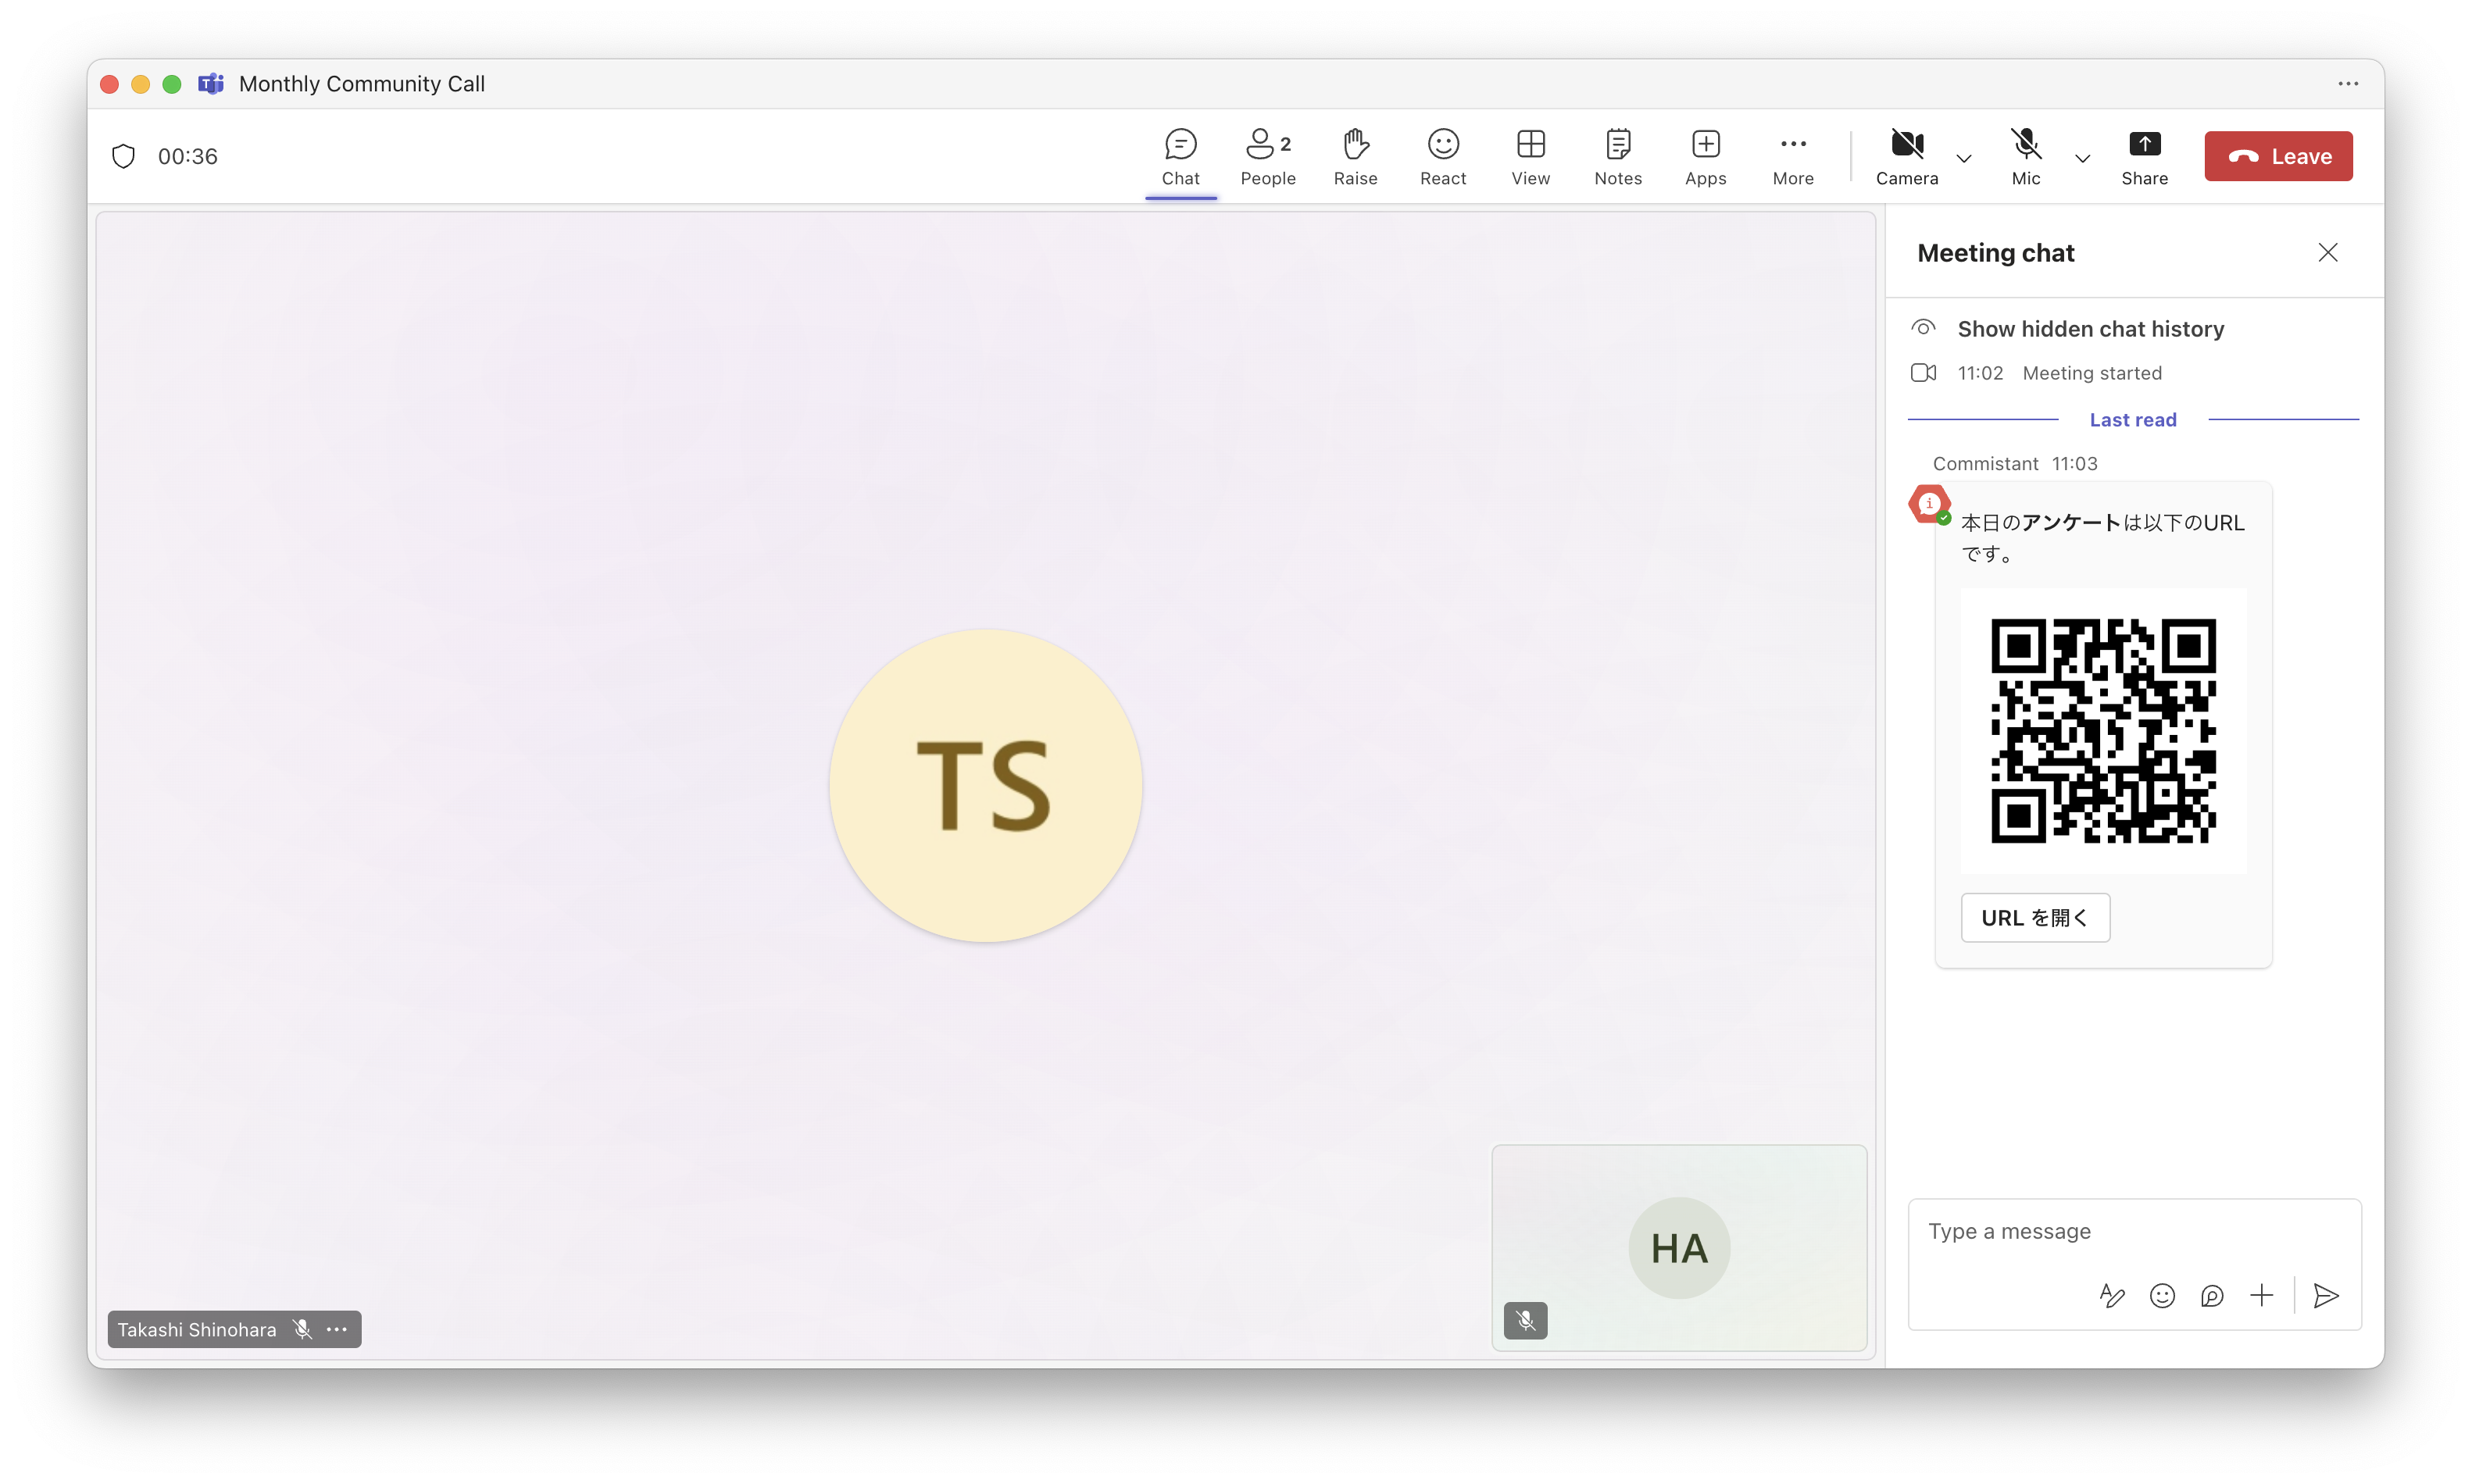 Monthly Community Call
00:36
Chat
People 2
Raise
React
View
Notes
Apps
More
Camera
Mic
Share
Leave
TS
Takashi Shinohara
HA
Meeting chat
Show hidden chat history
11:02 Meeting started
Last read
Commistant 11:03
本日のアンケートは以下のURL
です。
URL を開く
Type a message